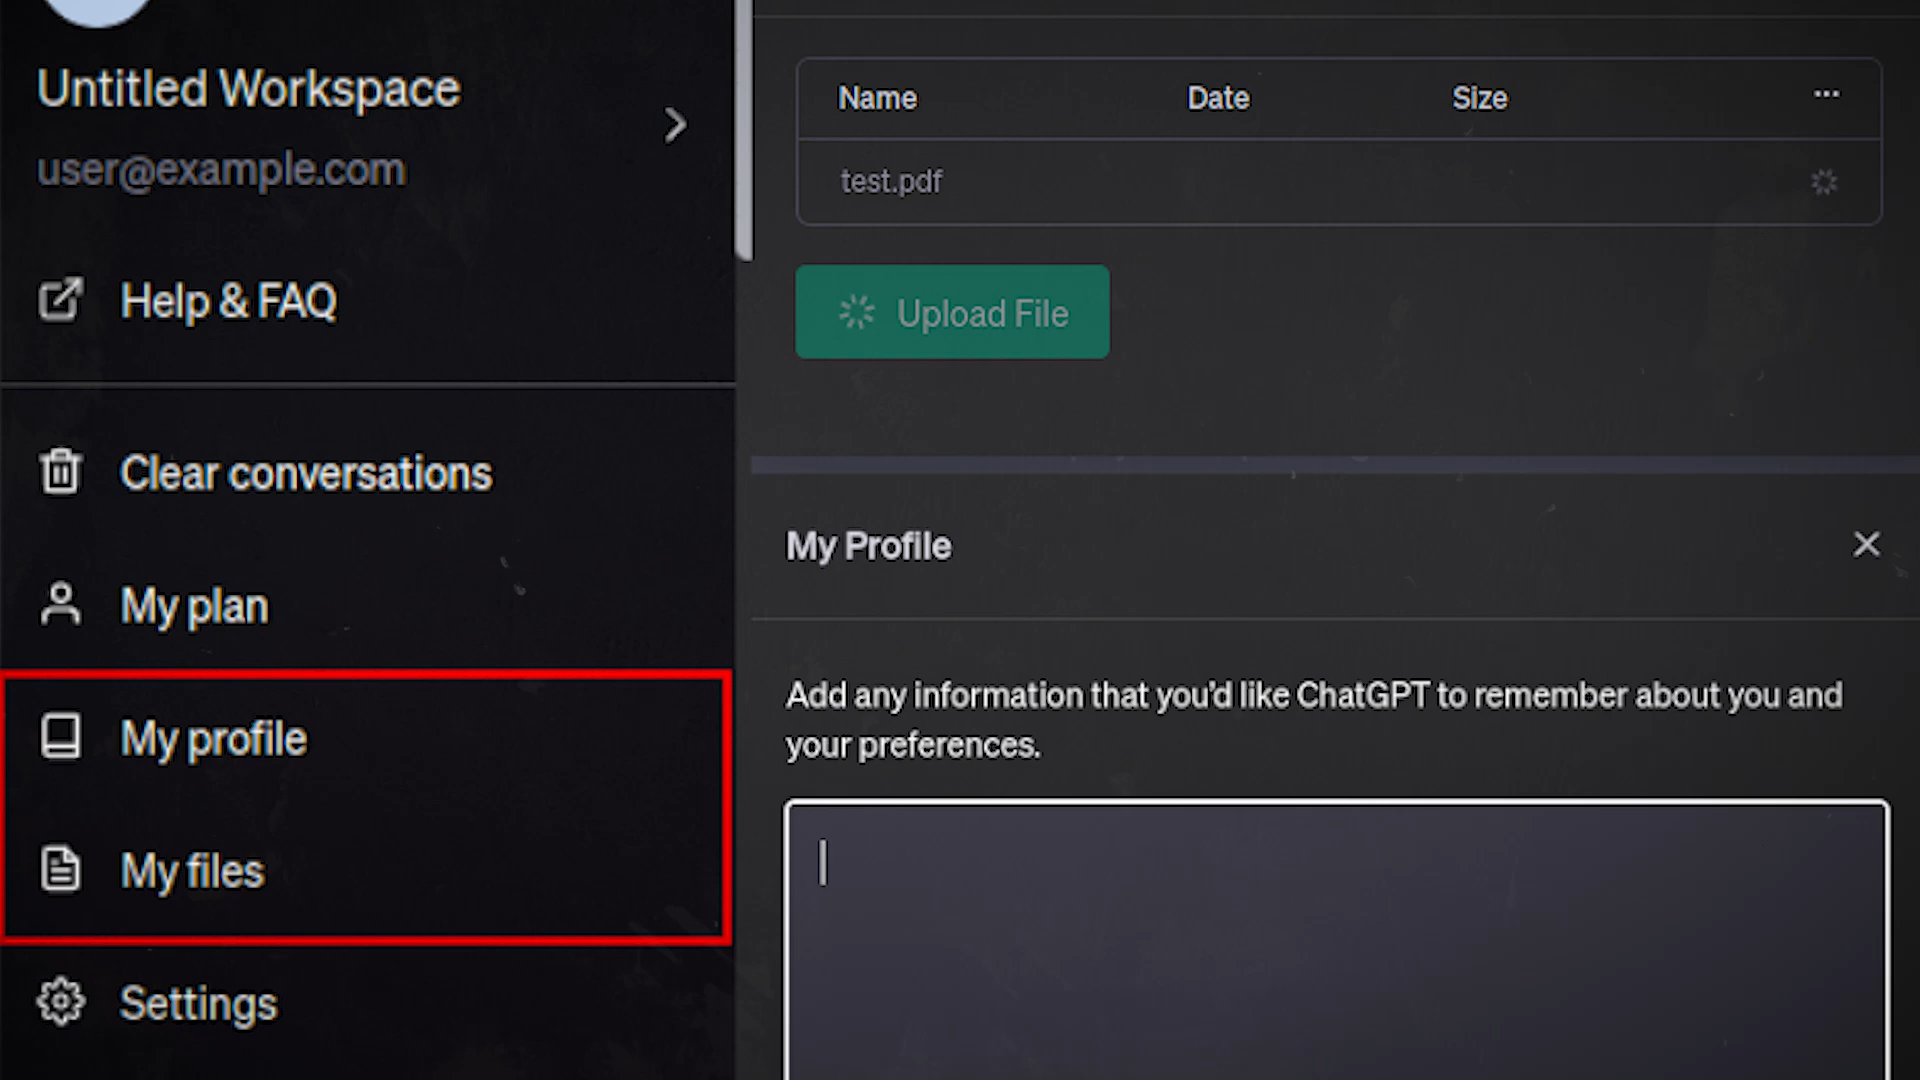 Untitled Workspace
user@example.com
Help & FAQ
Clear conversations
My plan
My profile
My files
Settings
Name Date Size ...
test.pdf
Upload File
My Profile
Add any information that you'd like ChatGPT to remember about you and
your preferences.